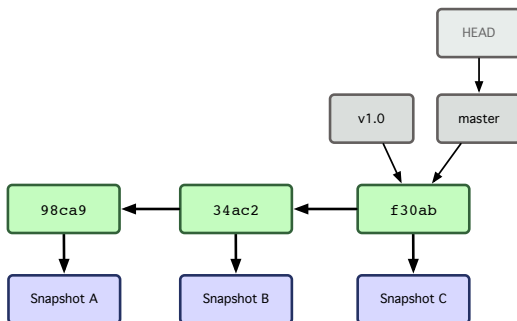 HEAD
v1.0
master
98ca9
34ac2
f30ab
Snapshot A
Snapshot B
Snapshot C